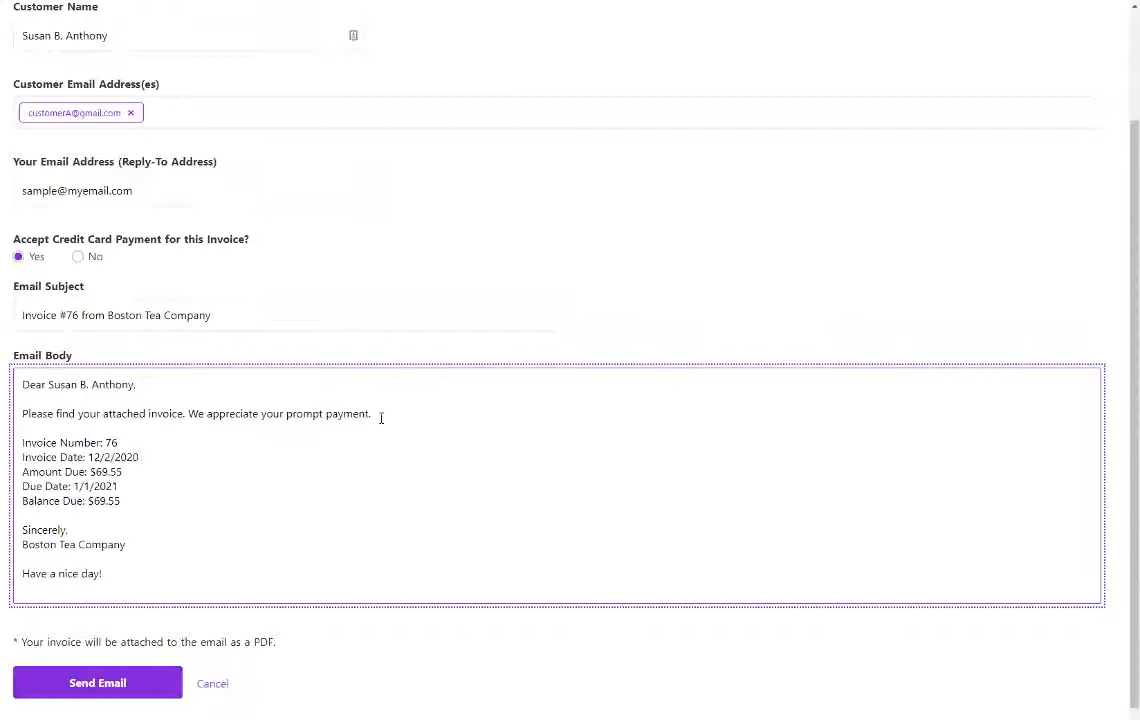 Customer Name
Susan B. Anthony
Customer Email Address(es)
customerA@gmail.com ×
Your Email Address (Reply-To Address)
sample@myemail.com
Accept Credit Card Payment for this Invoice?
Yes No
Email Subject
Invoice #76 from Boston Tea Company
Email Body
Dear Susan B. Anthony,
Please find your attached invoice. We appreciate your prompt payment.
Invoice Number: 76
Invoice Date: 12/2/2020
Amount Due: $69.55
Due Date: 1/1/2021
Balance Due: $69.55
Sincerely,
Boston Tea Company
Have a nice day!
* Your invoice will be attached to the email as a PDF.
Send Email Cancel